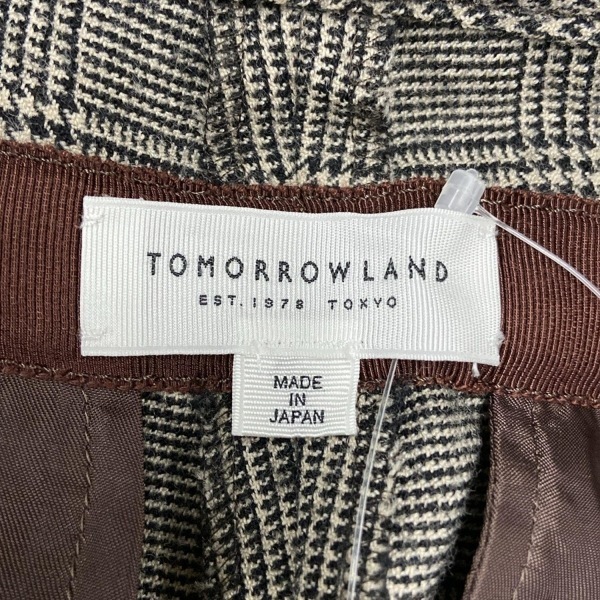 TOMORROWLAND
EST. 1978 TOKYO
MADE
IN
JAPAN